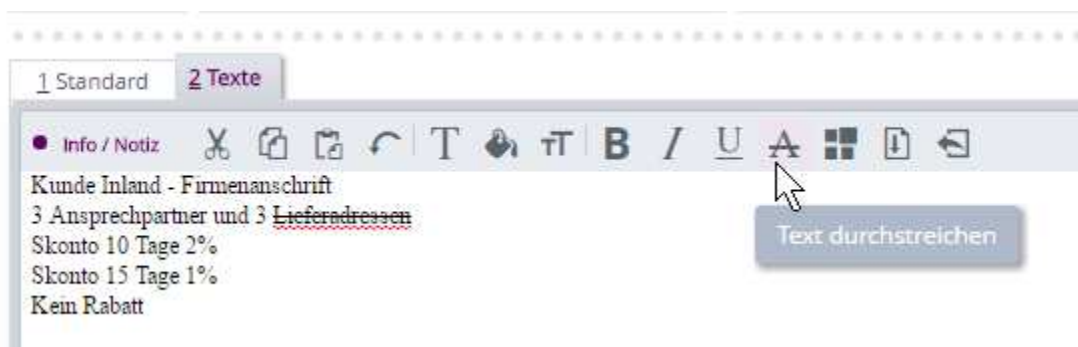 1 Standard 2 Texte
Info / Notiz T TT B I U A
Kunde Inland - Firmenanschrift
3 Ansprechpartner und 3 Lieferadressen
Text durchstreichen
Skonto 10 Tage 2%
Skonto 15 Tage 1%
Kein Rabatt